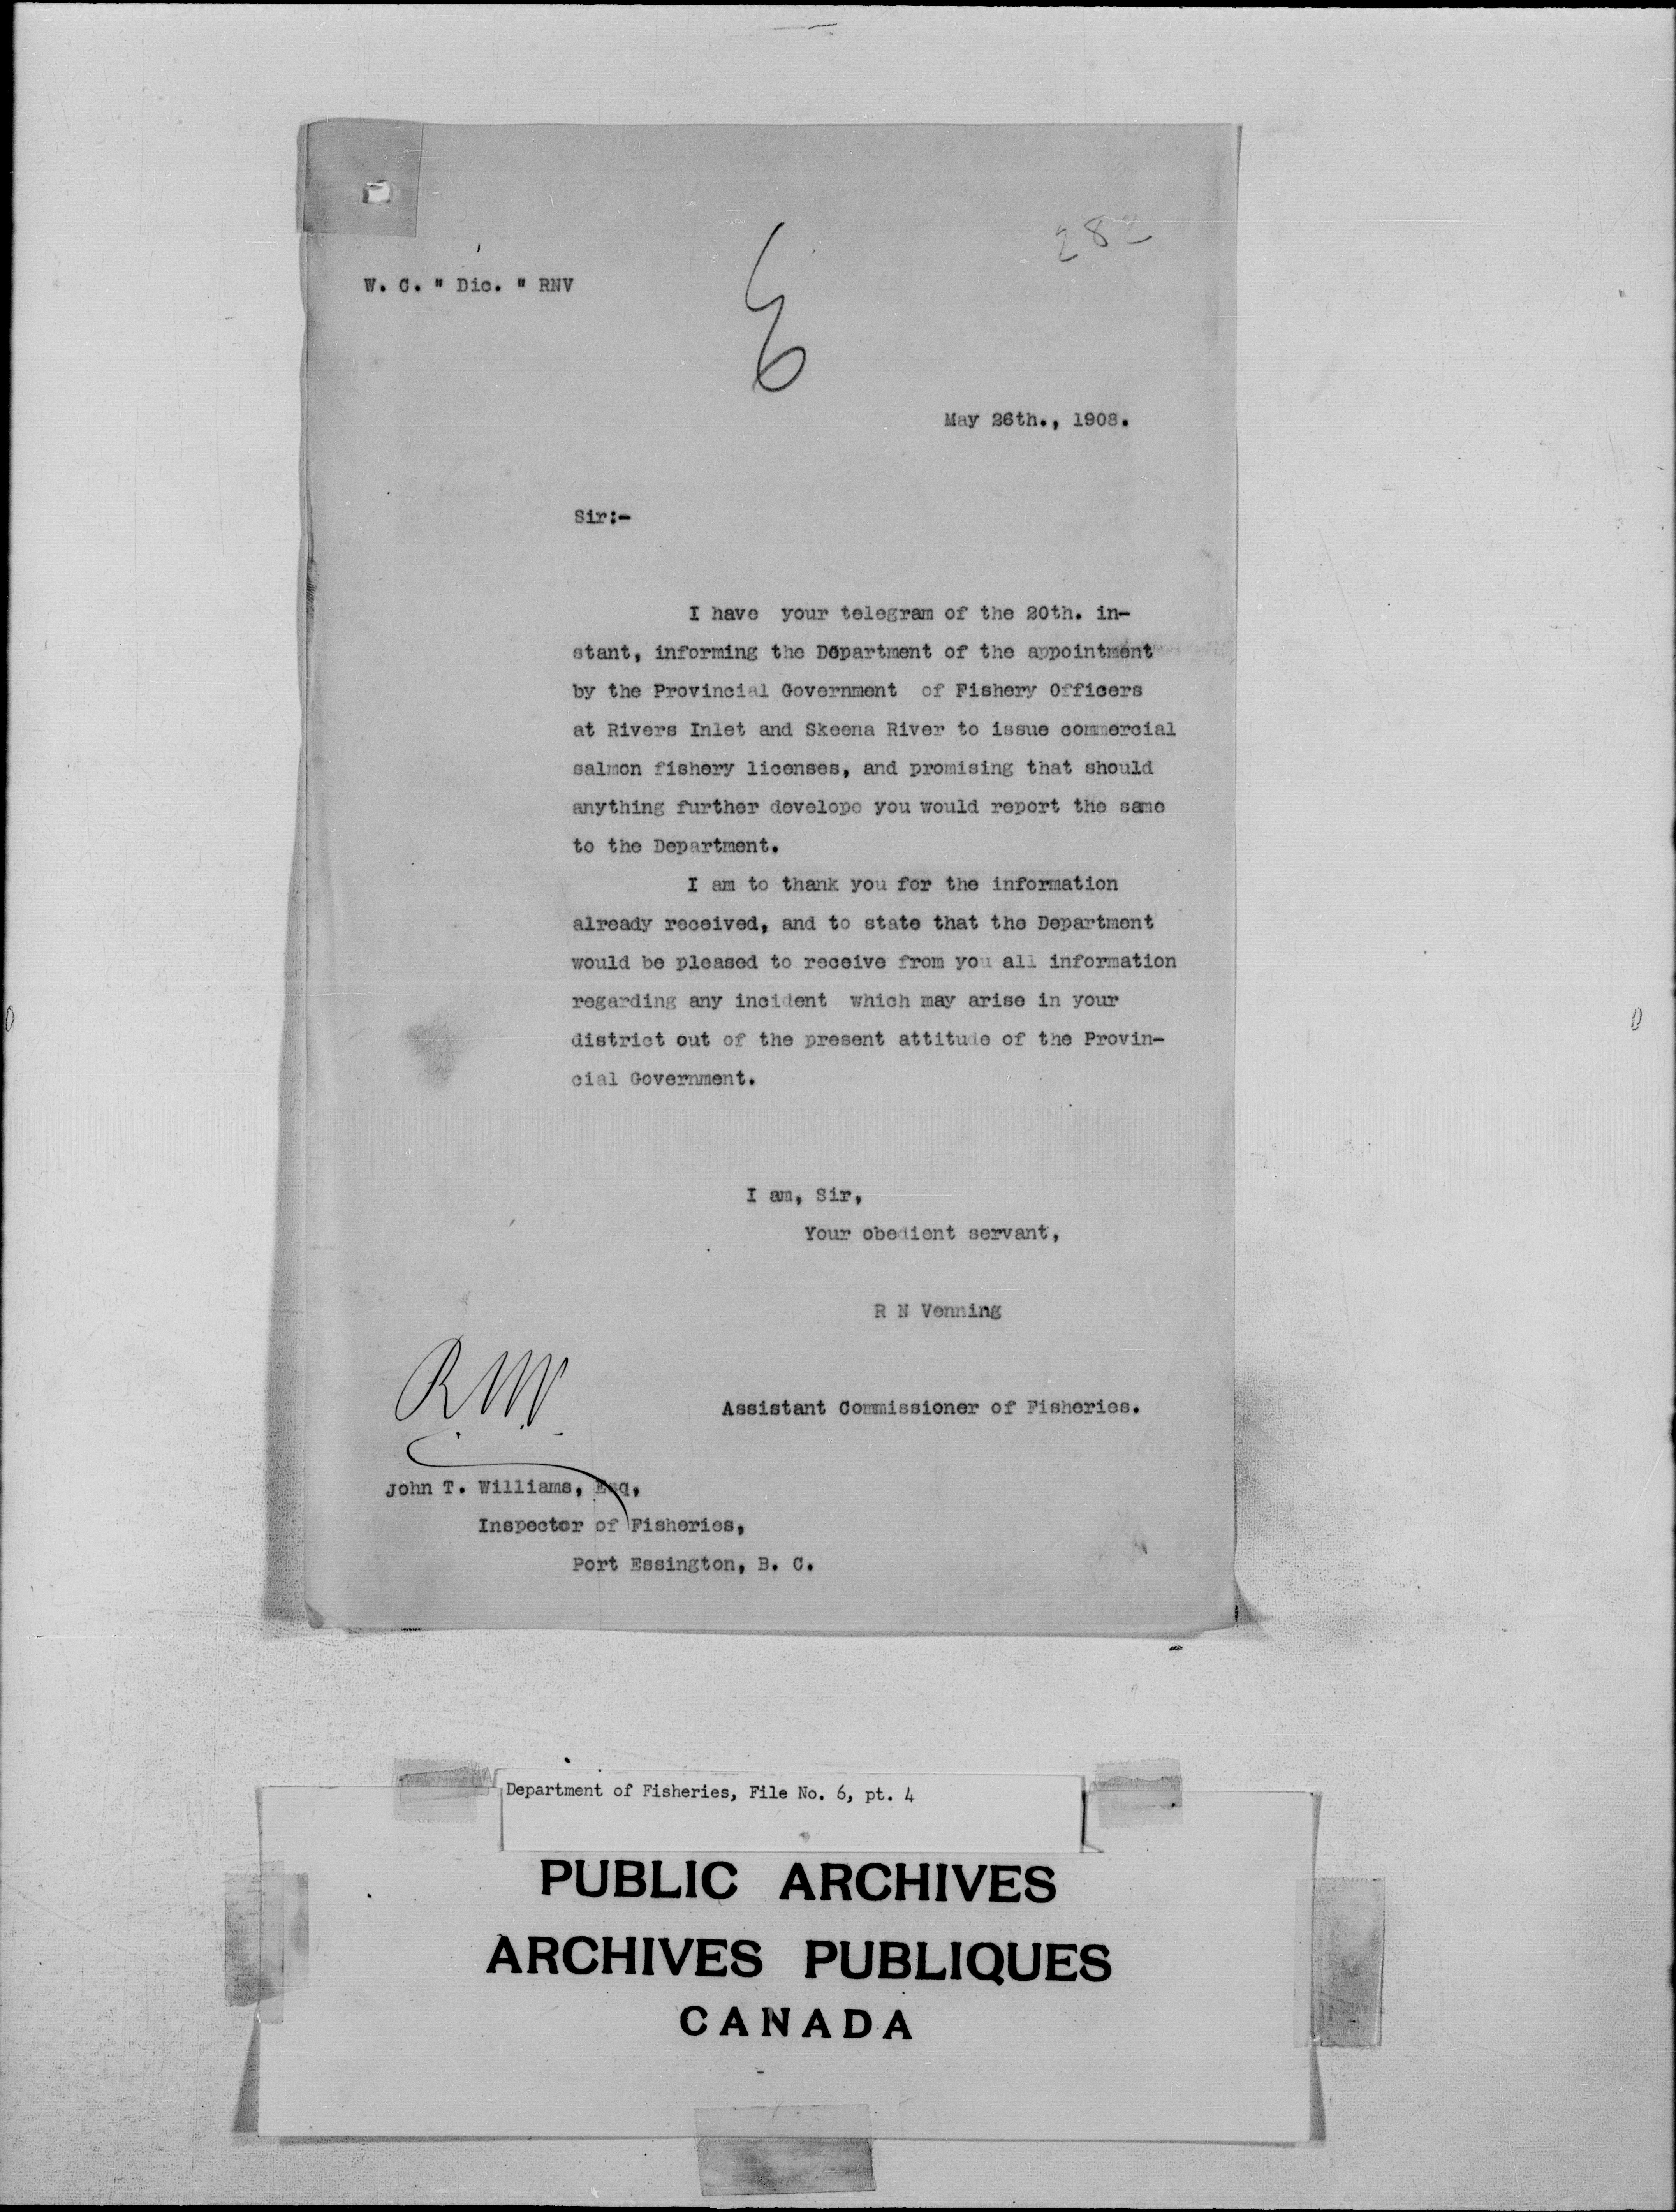 282
W. C. " Dic. " RNV
6
May 26th., 1908.
Sir:-
I have your telegram of the 20th. in-
stant, informing the Department of the appointment
by the Provincial Government of Fishery Officers
at Rivers Inlet and Skeena River to issue commercial
salmon fishery licenses, and promising that should
anything further develope you would report the same
to the Department.
I am to thank you for the information
already received, and to state that the Department
would be pleased to receive from you all information
regarding any incident which may arise in your
district out of the present attitude of the Provin-
cial Government.
I am, Sir,
Your obedient servant,
R N Venning
R.N.V.
Assistant Commissioner of Fisheries.
John T. Williams, Esq,
Inspector of Fisheries,
Port Essington, B. C.
Department of Fisheries, File No. 6, pt. 4
PUBLIC ARCHIVES
ARCHIVES PUBLIQUES
CANADA